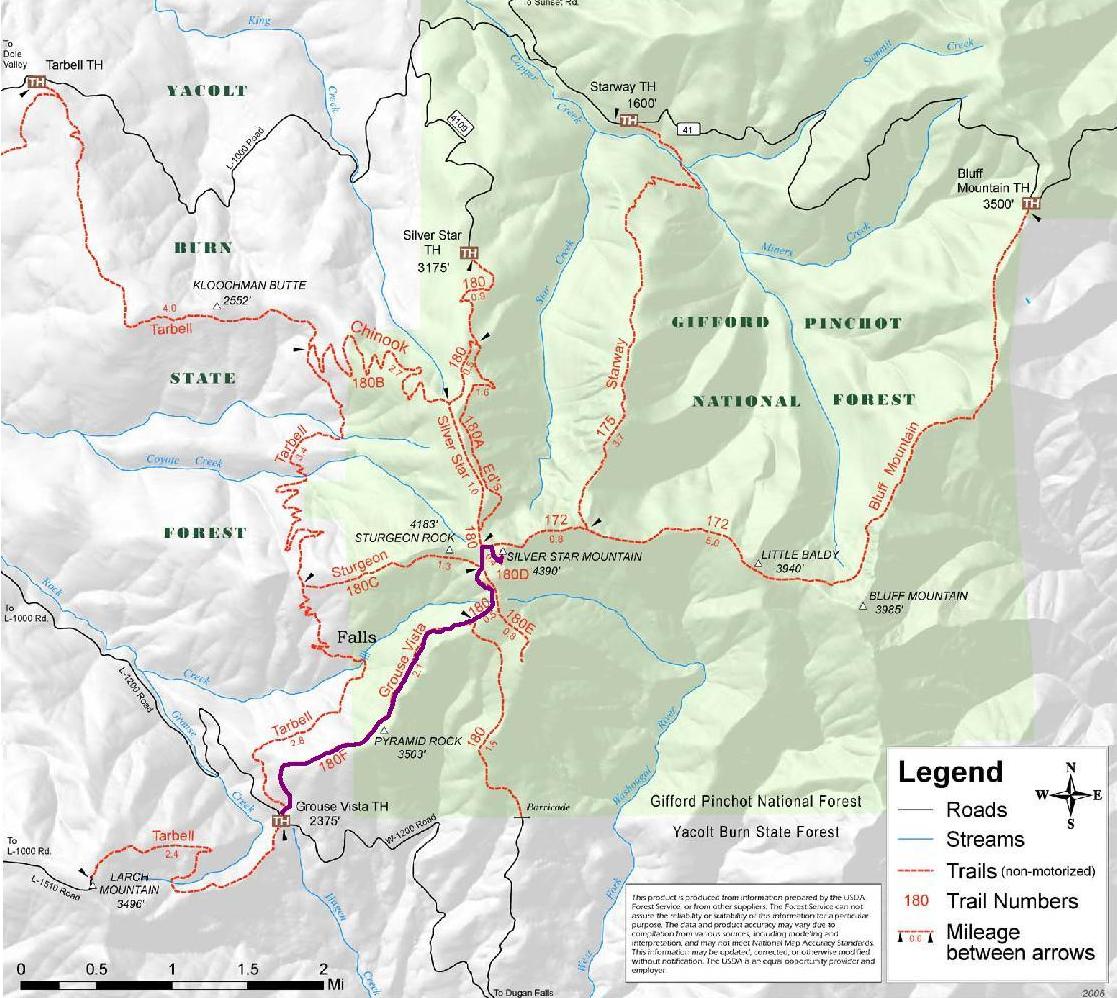 To Sunset Rd.
King
Creek
To
Dole
Valley
Tarbell TH
TH
YACOLT
L-1000 Road
4109
Copper
Creek
Starway TH
1600'
TH
41
Summit
Creek
Bluff
Mountain TH
3500'
TH
Silver Star
TH
3175'
TH
BURN
KLOOCHMAN BUTTE
2552'
4.0
Tarbell
180
0.9
Star
Creek
Miners
Creek
Chinook
2.7
180B
180
1.6
GIFFORD PINCHOT
STATE
Starway
175
3.7
NATIONAL FOREST
180A
Ed's
Silver Star
1.0
Tarbell
3.4
Coyote Creek
Bluff Mountain
FOREST
4183'
STURGEON ROCK
180
172
0.8
172
5.0
SILVER STAR MOUNTAIN
4390'
LITTLE BALDY
3940'
Sturgeon
1.3
180C
180D
BLUFF MOUNTAIN
3985'
Rock
Creek
To
L-1000 Rd.
180
180E
0.9
Falls
Grouse Vista
2.1
L-1200 Road
Grouse
Creek
Tarbell
2.8
180F
PYRAMID ROCK
3503'
180
1.5
Washougal
River
West
Fork
Grouse Vista TH
2375'
TH
Barricade
W-1200 Road
Gifford Pinchot National Forest
Yacolt Burn State Forest
Tarbell
2.4
To
L-1000 Rd.
L-1510 Road
LARCH
MOUNTAIN
3496'
Hagen
Creek
To Dugan Falls
Legend
N
W
E
S
Roads
Streams
Trails (non-motorized)
180 Trail Numbers
0.6 Mileage
between arrows
This product is produced from information prepared by the USDA
Forest Service, or from other suppliers. The Forest Service can not
assure the reliability or suitability of this information for a particular
purpose. The data and product accuracy may vary due to
compilation from various sources, including modeling and
interpretation, and may not meet National Map Accuracy Standards.
This information may be updated, corrected, or otherwise modified
without notification. The USDA is an equal opportunity provider and
employer.
0 0.5 1 2
Mi